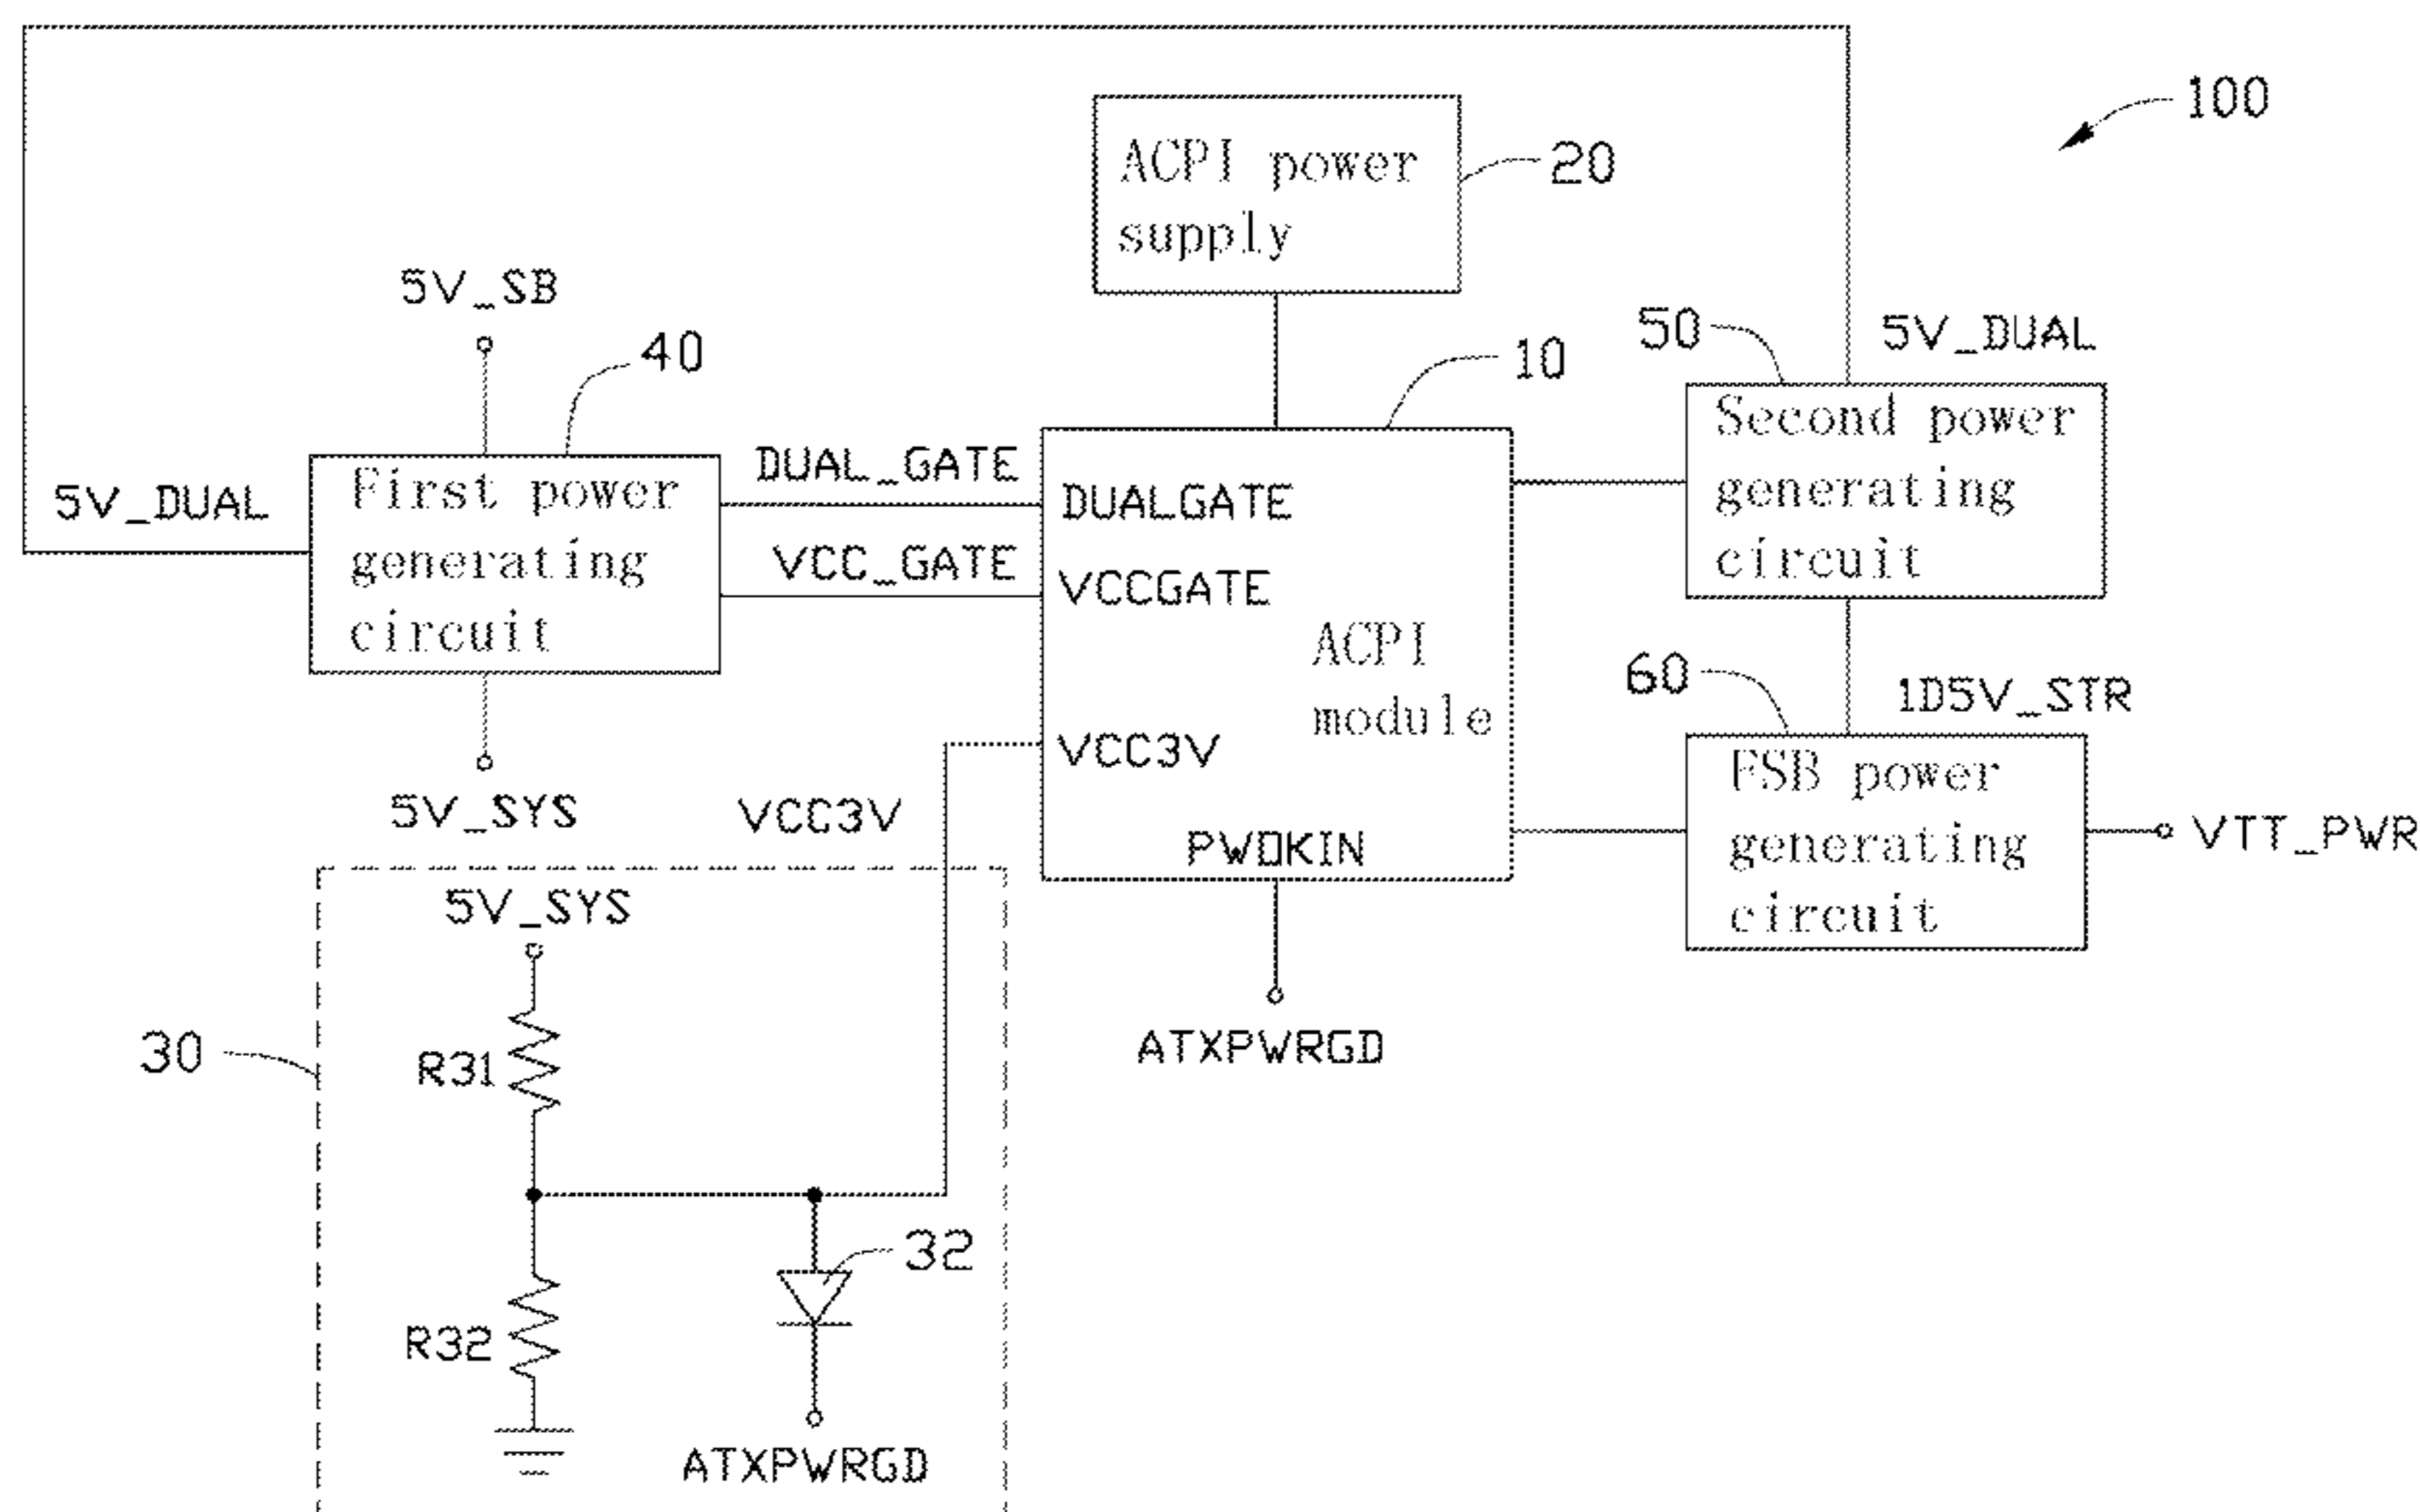 100
ACPI power
supply
20
5V_SB
40
10
50
5V_DUAL
5V_DUAL
First power
generating
circuit
DUAL_GATE
VCC_GATE
DUALGATE
VCCGATE
ACPI
module
VCC3V
PWOKIN
Second power
generating
circuit
60
1D5V_STR
FSB power
generating
circuit
VTT_PWR
5V_SYS
VCC3V
5V_SYS
ATXPWRGD
30
R31
32
R32
ATXPWRGD